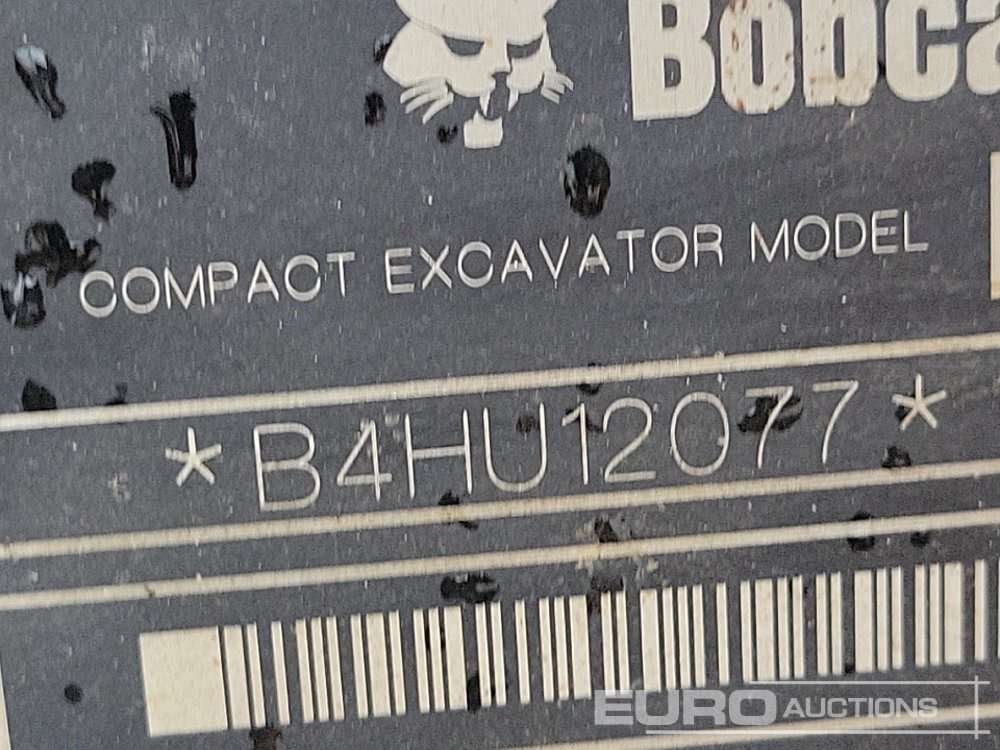 Bobca
COMPACT EXCAVATOR MODEL
*B4HU12077*
EURO AUCTIONS